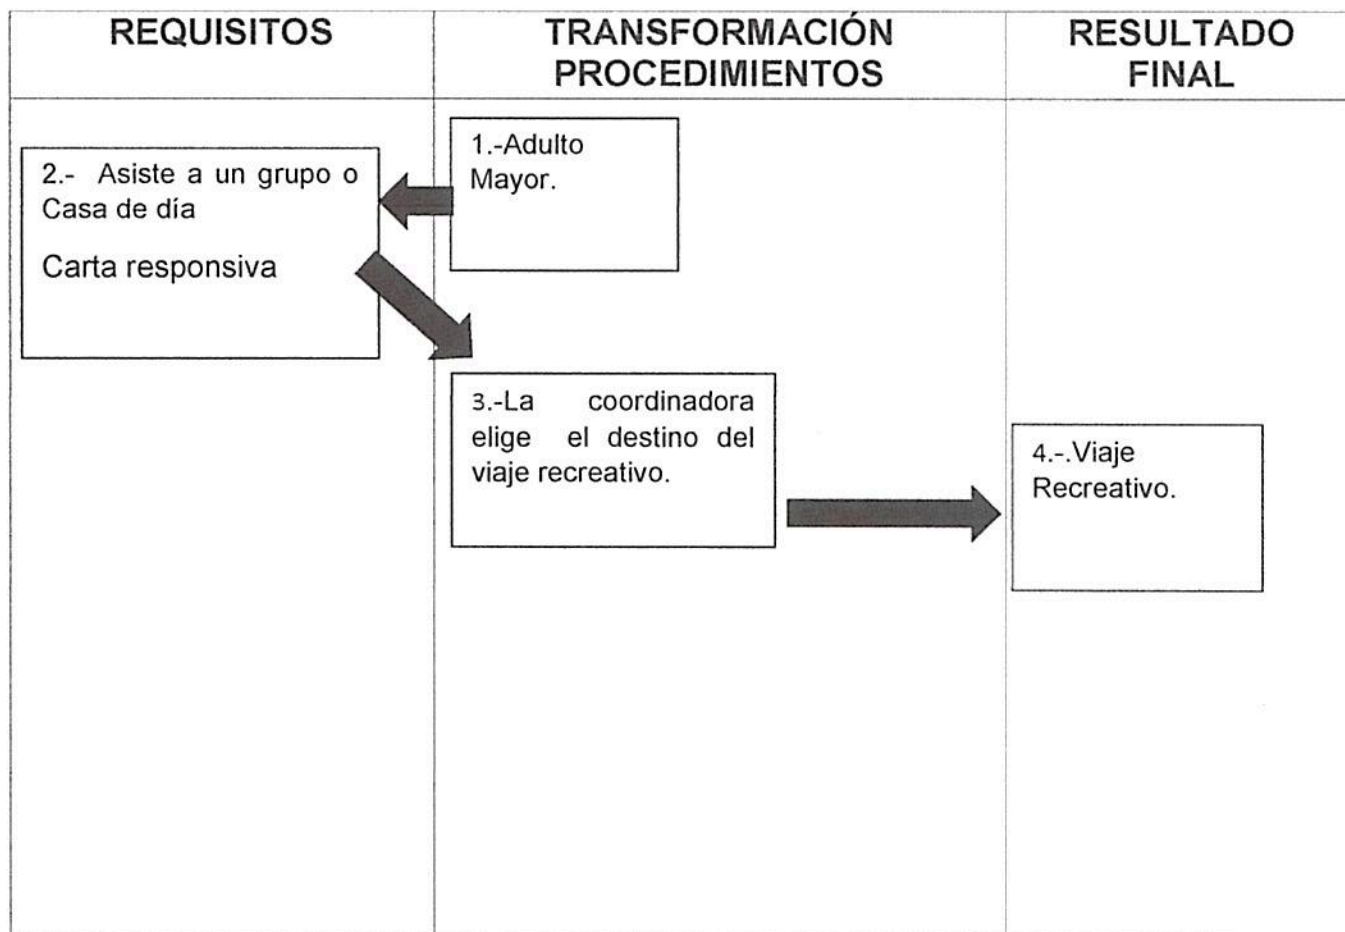 REQUISITOS
TRANSFORMACIÓN
PROCEDIMIENTOS
RESULTADO
FINAL
1.-Adulto
Mayor.
2.- Asiste a un grupo o
Casa de día
Carta responsiva
3.-La coordinadora
elige el destino del
viaje recreativo.
4.-.Viaje
Recreativo.